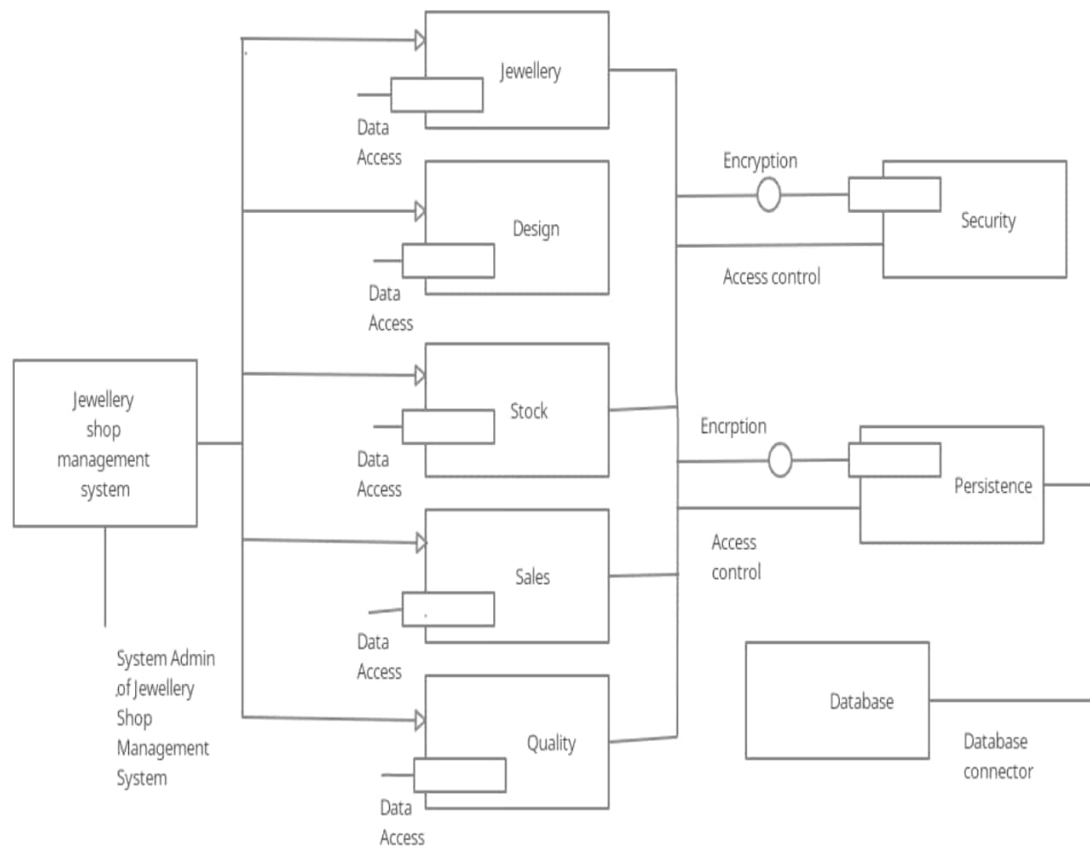 Jewellery
Data
Access
Design
Data
Access
Stock
Data
Access
Sales
Data
Access
Quality
Data
Access
Jewellery
shop
management
system
System Admin
of Jewellery
Shop
Management
System
Encryption
Security
Access control
Encrption
Persistence
Access
control
Database
Database
connector